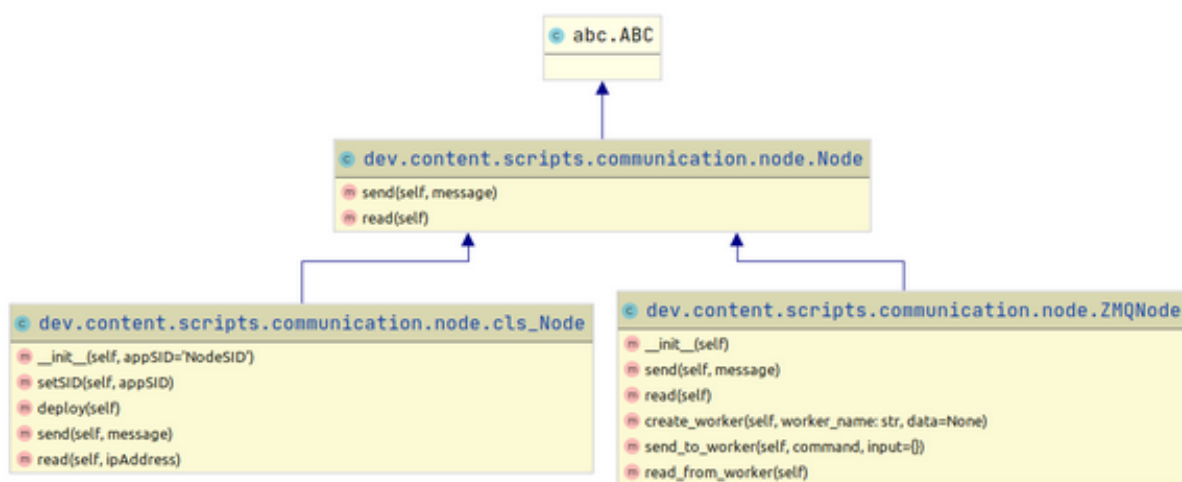 abc.ABC
dev.content.scripts.communication.node.Node
send(self, message)
read(self)
dev.content.scripts.communication.node.cls_Node
__init__(self, appSID='NodeSID')
setSID(self, appSID)
deploy(self)
send(self, message)
read(self, ipAddress)
dev.content.scripts.communication.node.ZMQNode
__init__(self)
send(self, message)
read(self)
create_worker(self, worker_name: str, data=None)
send_to_worker(self, command, input={})
read_from_worker(self)